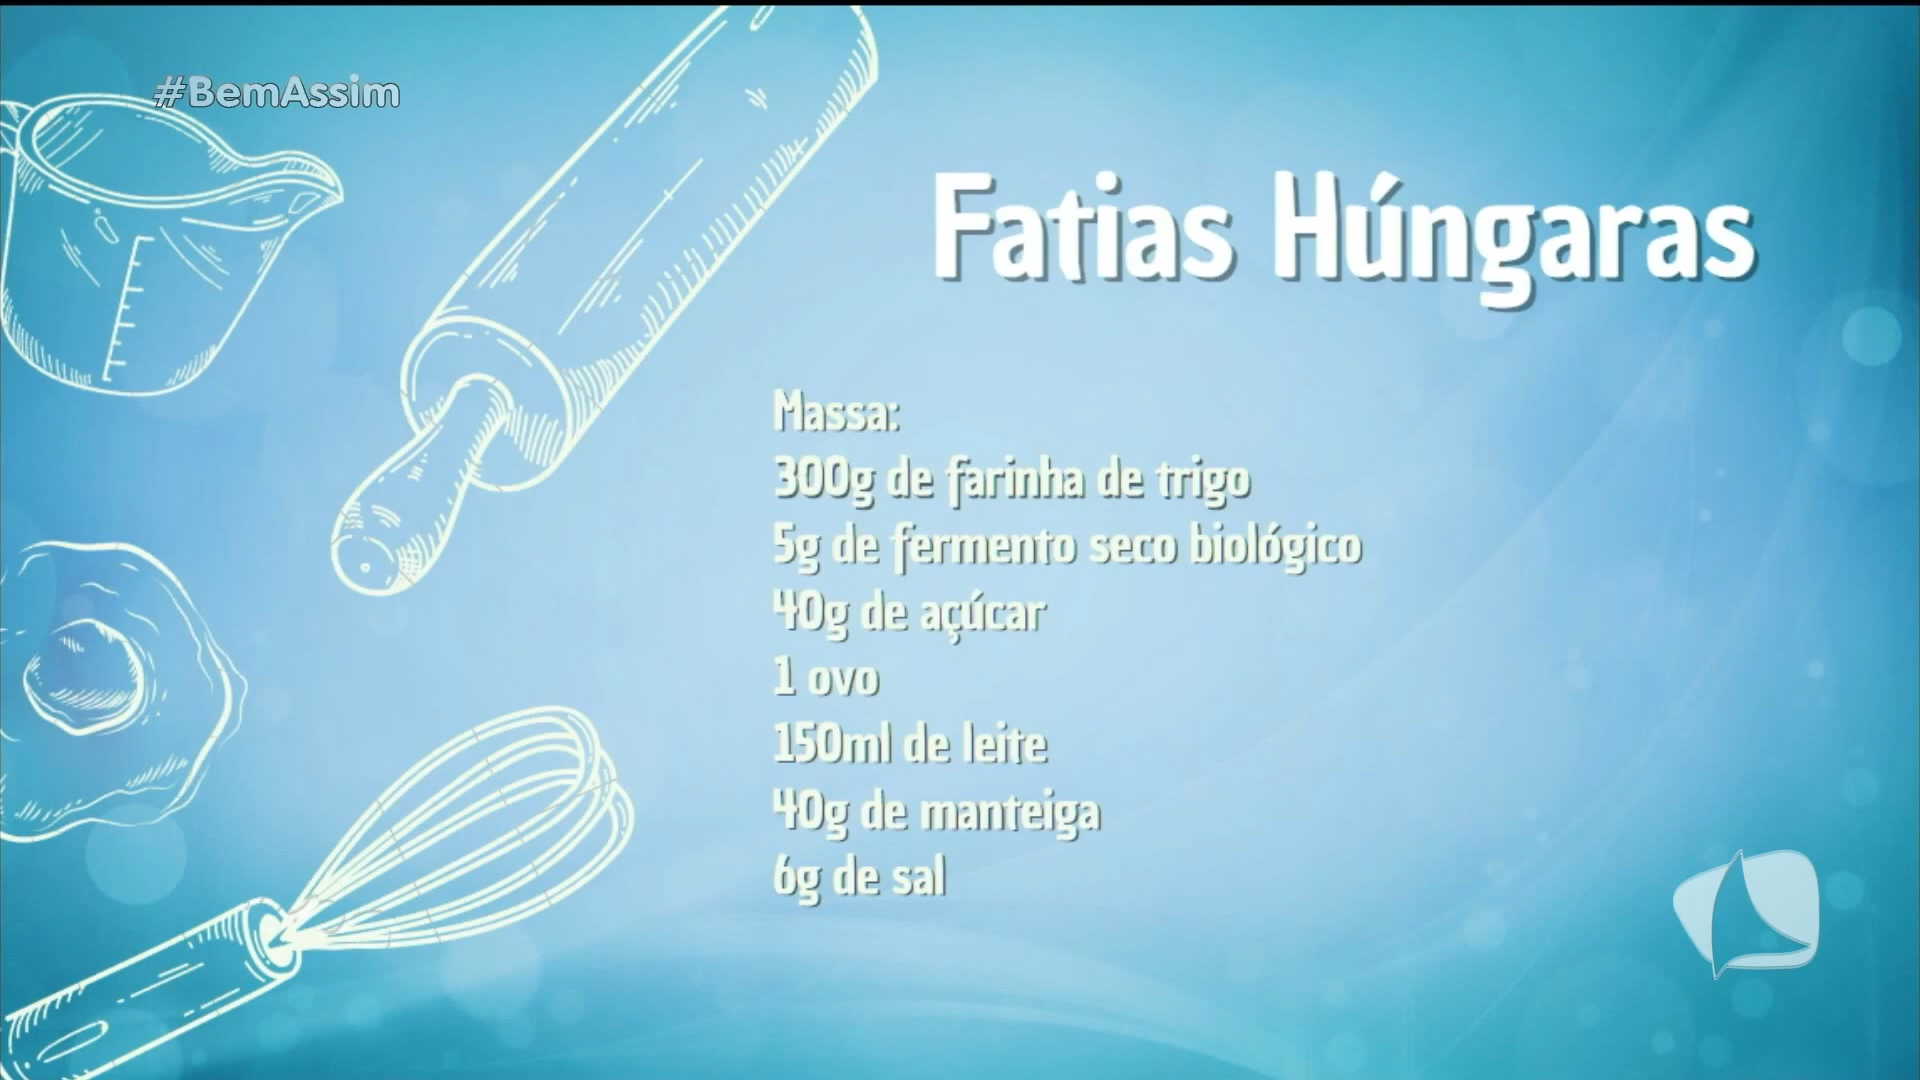 #BemAssim
Fatias Húngaras
Massa:
300g de farinha de trigo
5g de fermento seco biológico
40g de açúcar
1 ovo
150ml de leite
40g de manteiga
6g de sal